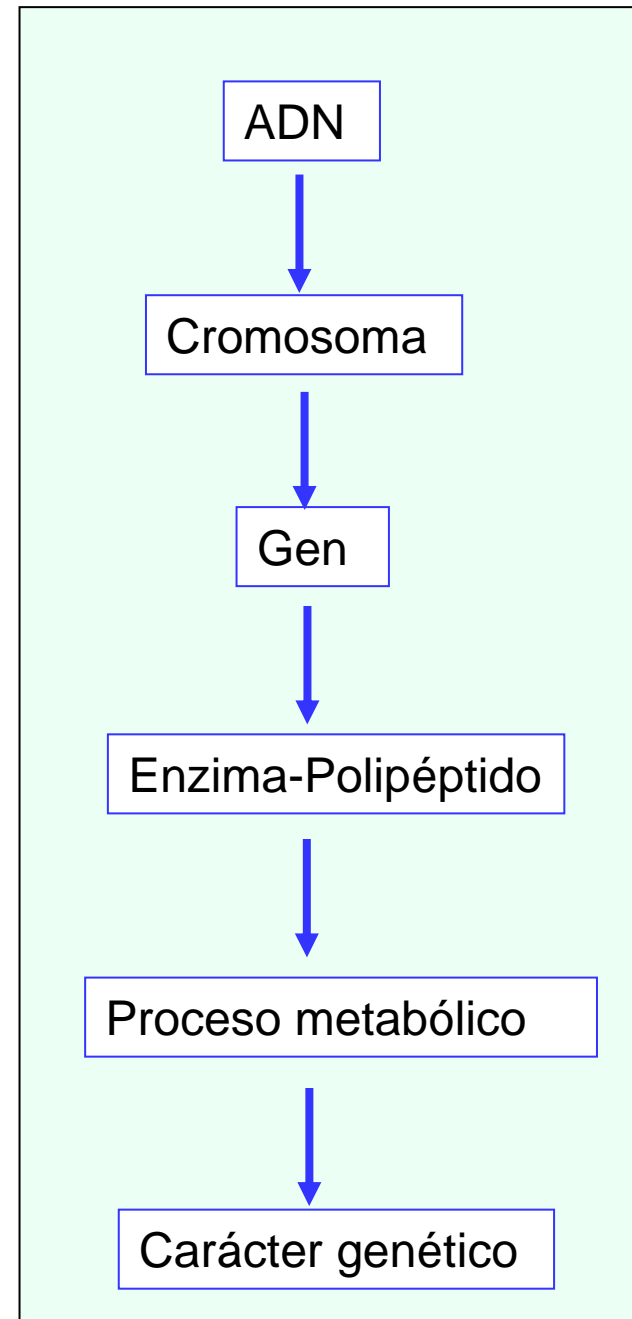 ADN
Cromosoma
Gen
Enzima-Polipéptido
Proceso metabólico
Carácter genético